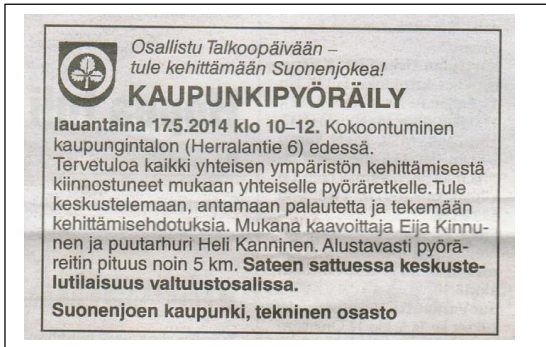 Osallistu Talkoopäivään –
tule kehittämään Suonenjokea!
KAUPUNKIPYÖRÄILY
lauantaina 17.5.2014 klo 10–12. Kokoontuminen
kaupungintalon (Herralantie 6) edessä.
Tervetuloa kaikki yhteisen ympäristön kehittämisestä
kiinnostuneet mukaan yhteiselle pyöräretkelle.Tule
keskustelemaan, antamaan palautetta ja tekemään
kehittämisehdotuksia. Mukana kaavoittaja Eija Kinnu-
nen ja puutarhuri Heli Kanninen. Alustavasti pyörä-
reitin pituus noin 5 km. Sateen sattuessa keskuste-
lutilaisuus valtuustosalissa.
Suonenjoen kaupunki, tekninen osasto